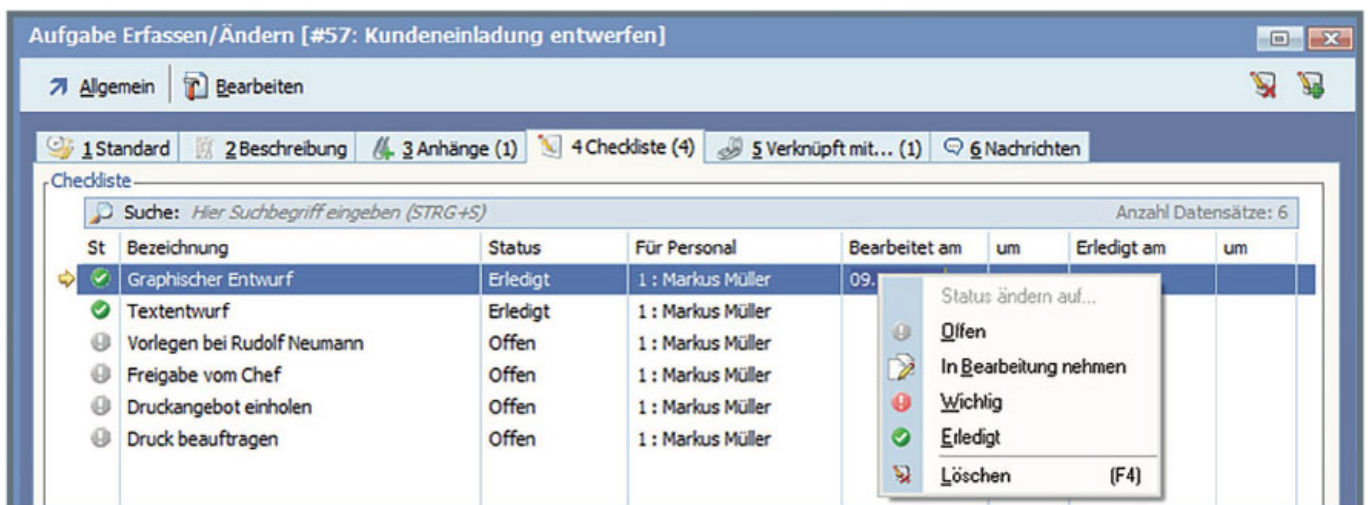 Aufgabe Erfassen/Ändern [#57: Kundeneinladung entwerfen]
Allgemein Bearbeiten
1 Standard 2 Beschreibung 3 Anhänge (1) 4 Checkliste (4) 5 Verknüpft mit... (1) 6 Nachrichten
Checkliste
Suche: Hier Suchbegriff eingeben (STRG+S) Anzahl Datensätze: 6
St Bezeichnung Status Für Personal Bearbeitet am um Erledigt am um
Graphischer Entwurf Erledigt 1 : Markus Müller 09.
Textentwurf Erledigt 1 : Markus Müller
Vorlegen bei Rudolf Neumann Offen 1 : Markus Müller
Freigabe vom Chef Offen 1 : Markus Müller
Druckangebot einholen Offen 1 : Markus Müller
Druck beauftragen Offen 1 : Markus Müller
Status ändern auf...
Offen
In Bearbeitung nehmen
Wichtig
Erledigt
Löschen (F4)